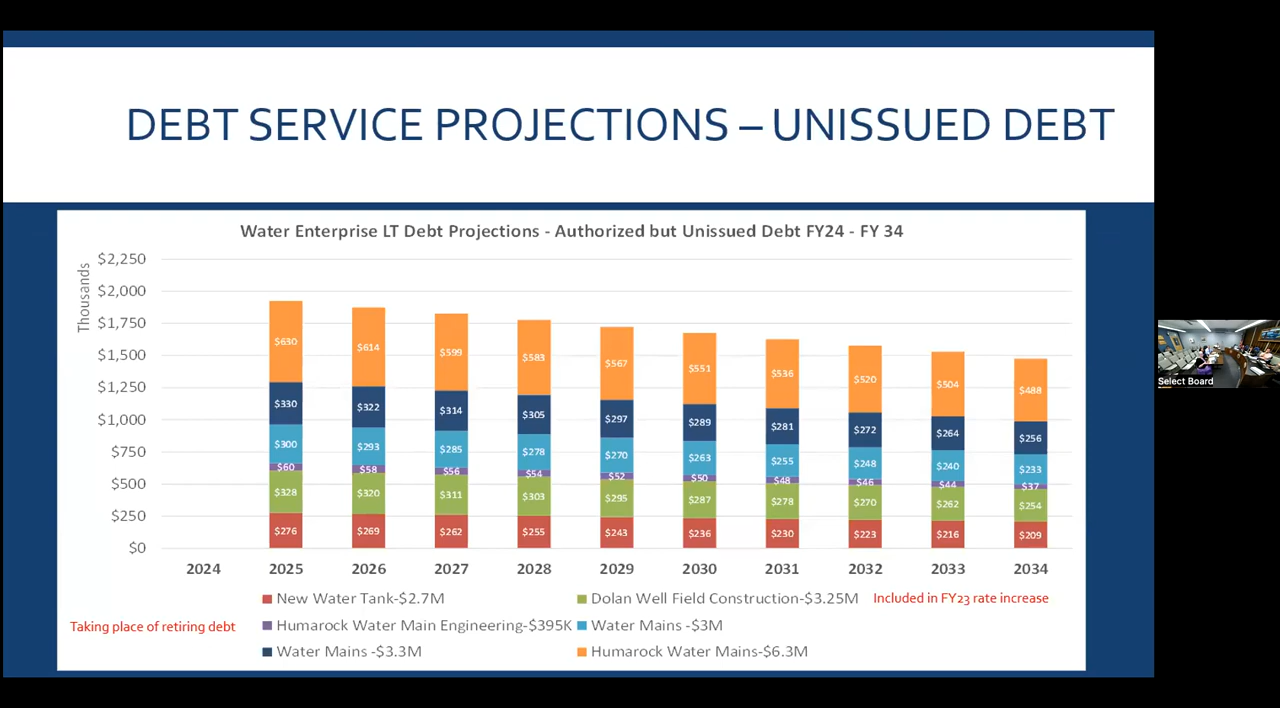 DEBT SERVICE PROJECTIONS – UNISSUED DEBT
Water Enterprise LT Debt Projections - Authorized but Unissued Debt FY24 - FY 34
Thousands
$2,250
$2,000
$1,750
$1,500
$1,250
$1,000
$750
$500
$250
$0
$630 $614 $599 $583 $567 $551 $536 $520 $504 $488
$330 $322 $314 $305 $297 $289 $281 $272 $264 $256
$300 $293 $285 $278 $270 $263 $255 $248 $240 $233
$60 $58 $56 $54 $52 $50 $48 $46 $44 $37
$328 $320 $311 $303 $295 $287 $278 $270 $262 $254
$276 $269 $262 $255 $243 $236 $230 $223 $216 $209
2024 2025 2026 2027 2028 2029 2030 2031 2032 2033 2034
New Water Tank-$2.7M Dolan Well Field Construction-$3.25M Included in FY23 rate increase
Taking place of retiring debt Humarock Water Main Engineering-$395K Water Mains -$3M
Water Mains -$3.3M Humarock Water Mains-$6.3M
Select Board